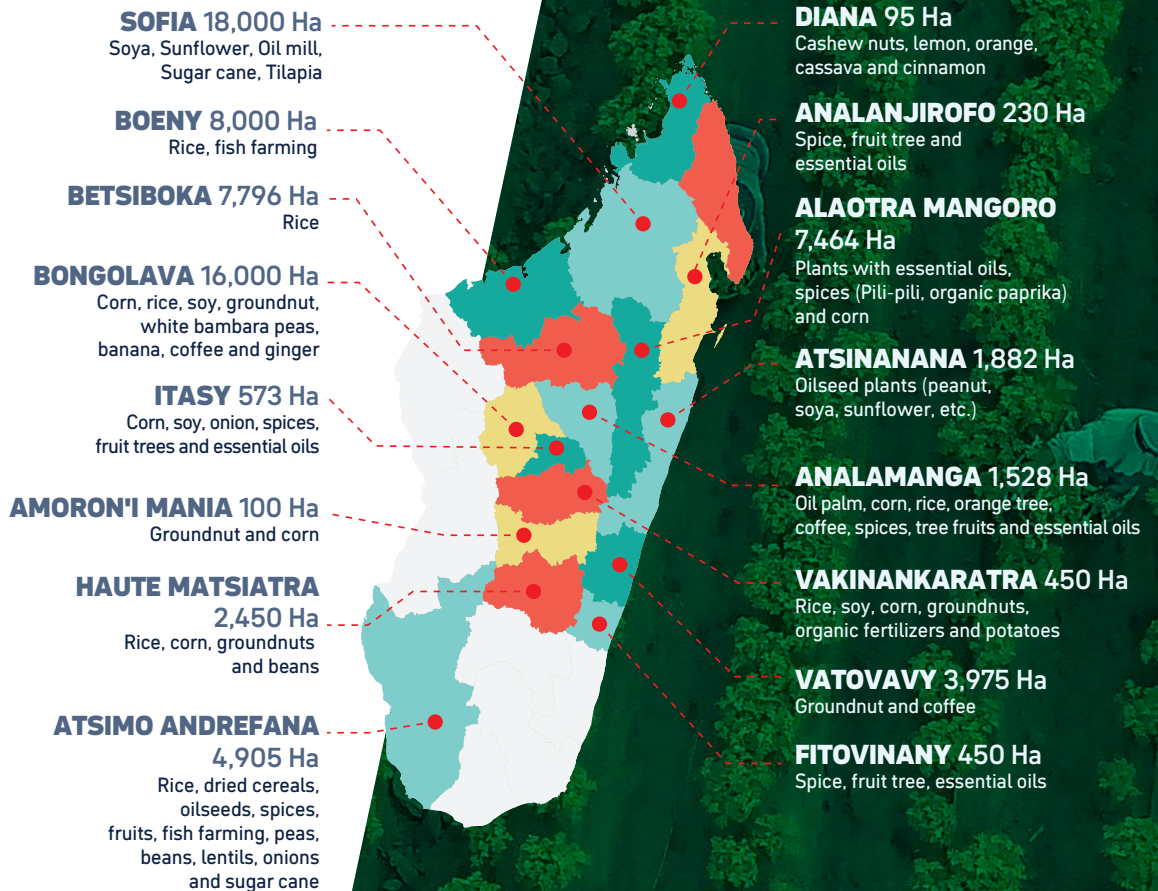 SOFIA 18,000 Ha
Soya, Sunflower, Oil mill,
Sugar cane, Tilapia
BOENY 8,000 Ha
Rice, fish farming
BETSIBOKA 7,796 Ha
Rice
BONGOLAVA 16,000 Ha
Corn, rice, soy, groundnut,
white bambara peas,
banana, coffee and ginger
ITASY 573 Ha
Corn, soy, onion, spices,
fruit trees and essential oils
AMORON'I MANIA 100 Ha
Groundnut and corn
HAUTE MATSIATRA
2,450 Ha
Rice, corn, groundnuts
and beans
ATSIMO ANDREFANA
4,905 Ha
Rice, dried cereals,
oilseeds, spices,
fruits, fish farming, peas,
beans, lentils, onions
and sugar cane
DIANA 95 Ha
Cashew nuts, lemon, orange,
cassava and cinnamon
ANALANJIROFO 230 Ha
Spice, fruit tree and
essential oils
ALAOTRA MANGORO
7,464 Ha
Plants with essential oils,
spices (Pili-pili, organic paprika)
and corn
ATSINANANA 1,882 Ha
Oilseed plants (peanut,
soya, sunflower, etc.)
ANALAMANGA 1,528 Ha
Oil palm, corn, rice, orange tree,
coffee, spices, tree fruits and essential oils
VAKINANKARATRA 450 Ha
Rice, soy, corn, groundnuts,
organic fertilizers and potatoes
VATOVAVY 3,975 Ha
Groundnut and coffee
FITOVINANY 450 Ha
Spice, fruit tree, essential oils